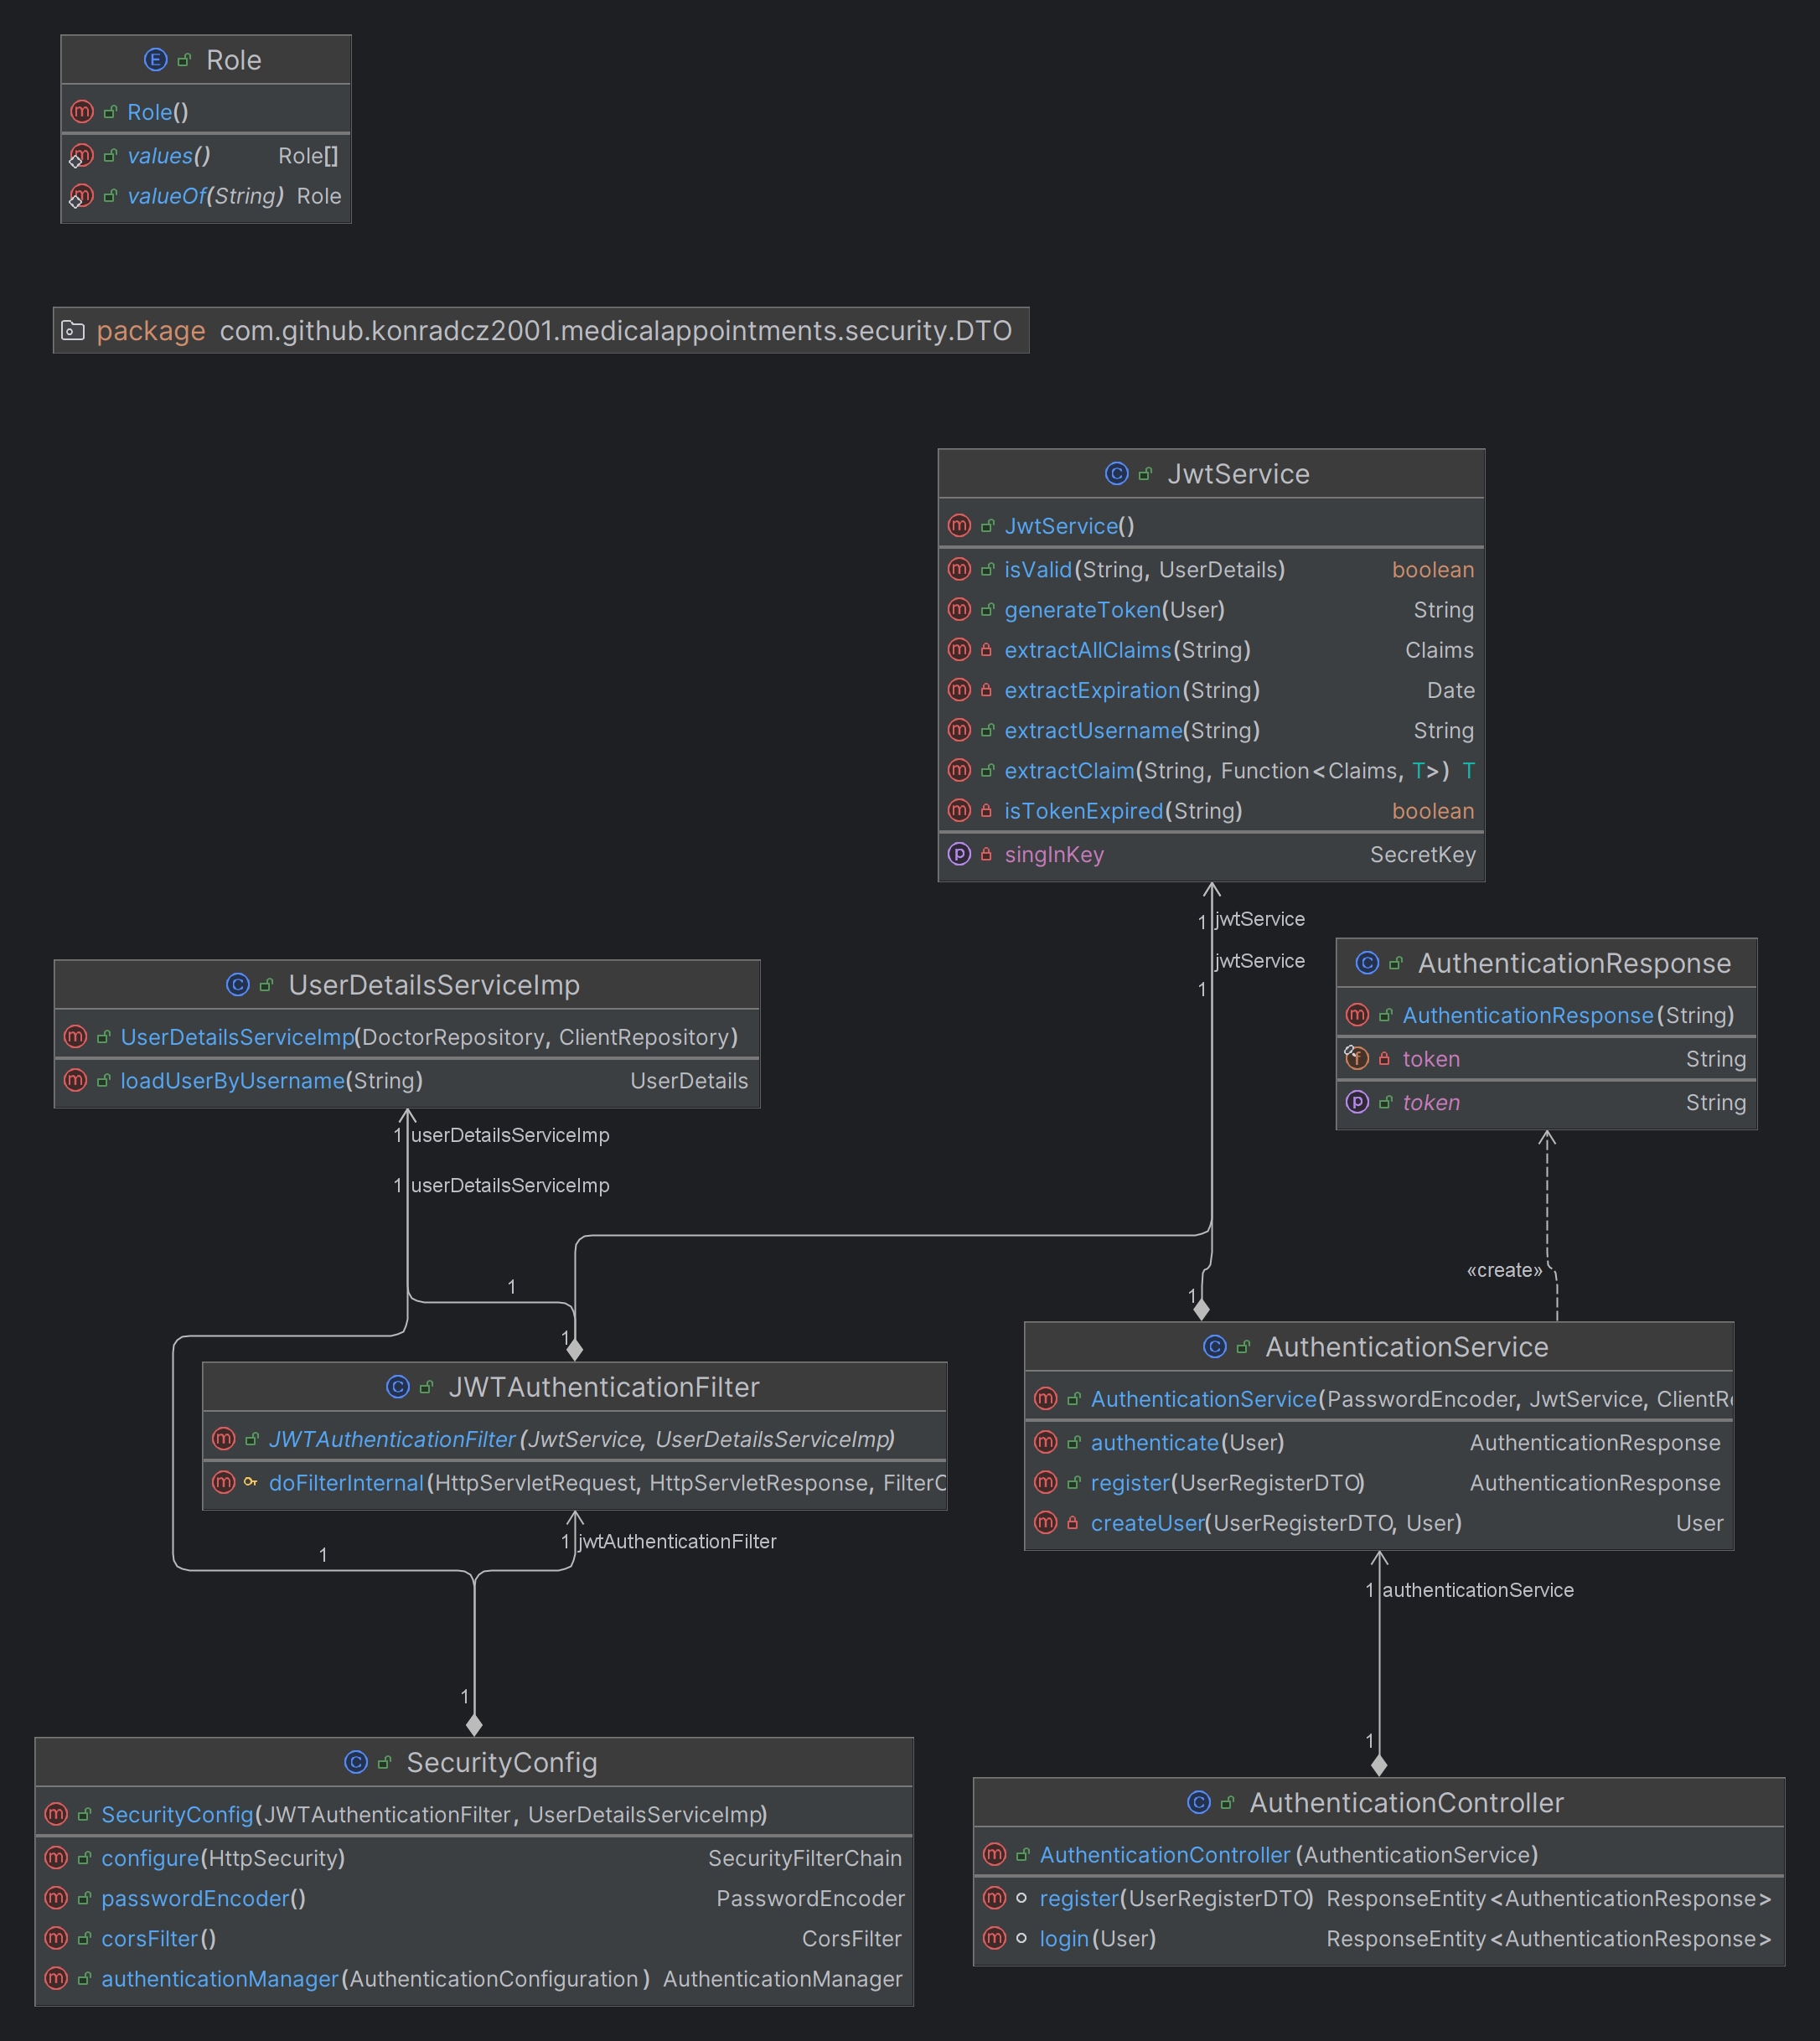 Role
Role()
values() Role[]
valueOf(String) Role
package com.github.konradcz2001.medicalappointments.security.DTO
JwtService
JwtService()
isValid(String, UserDetails) boolean
generateToken(User) String
extractAllClaims(String) Claims
extractExpiration(String) Date
extractUsername(String) String
extractClaim(String, Function<Claims, T>) T
isTokenExpired(String) boolean
singInKey SecretKey
1 jwtService
jwtService
1
AuthenticationResponse
AuthenticationResponse(String)
token String
token String
UserDetailsServiceImp
UserDetailsServiceImp(DoctorRepository, ClientRepository)
loadUserByUsername(String) UserDetails
1 userDetailsServiceImp
1 userDetailsServiceImp
1
1
«create»
1
JWTAuthenticationFilter
JWTAuthenticationFilter(JwtService, UserDetailsServiceImp)
doFilterInternal(HttpServletRequest, HttpServletResponse, FilterC
1 jwtAuthenticationFilter
1
1
AuthenticationService
AuthenticationService(PasswordEncoder, JwtService, ClientRe
authenticate(User) AuthenticationResponse
register(UserRegisterDTO) AuthenticationResponse
createUser(UserRegisterDTO, User) User
1 authenticationService
1
SecurityConfig
SecurityConfig(JWTAuthenticationFilter, UserDetailsServiceImp)
configure(HttpSecurity) SecurityFilterChain
passwordEncoder() PasswordEncoder
corsFilter() CorsFilter
authenticationManager(AuthenticationConfiguration) AuthenticationManager
AuthenticationController
AuthenticationController(AuthenticationService)
register(UserRegisterDTO) ResponseEntity<AuthenticationResponse>
login(User) ResponseEntity<AuthenticationResponse>